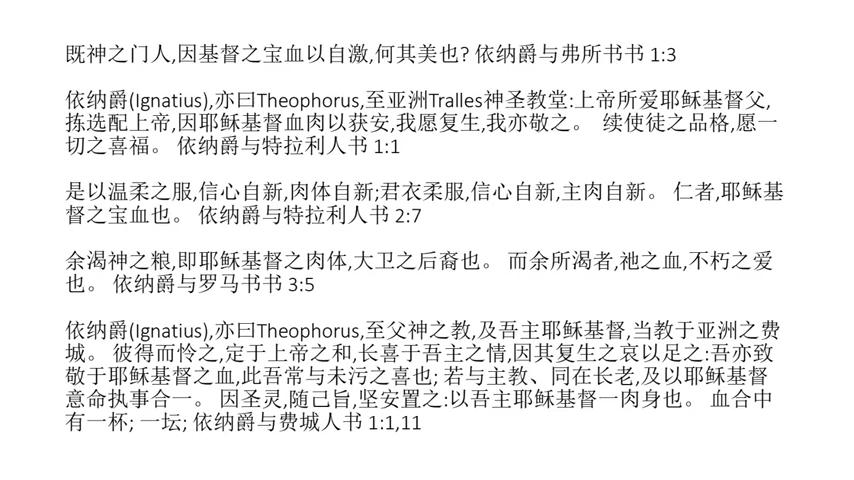 既神之门人,因基督之宝血以自激,何其美也? 依纳爵与弗所书书 1:3
依纳爵(Ignatius),亦曰Theophorus,至亚洲Tralles神圣教堂:上帝所爱耶稣基督父,
拣选配上帝,因耶稣基督血肉以获安,我愿复生,我亦敬之。 续使徒之品格,愿一
切之喜福。 依纳爵与特拉利人书 1:1
是以温柔之服,信心自新,肉体自新;君衣柔服,信心自新,主肉自新。 仁者,耶稣基
督之宝血也。 依纳爵与特拉利人书 2:7
余渴神之粮,即耶稣基督之肉体,大卫之后裔也。 而余所渴者,祂之血,不朽之爱
也。 依纳爵与罗马书书 3:5
依纳爵(Ignatius),亦曰Theophorus,至父神之教,及吾主耶稣基督,当教于亚洲之费
城。 彼得而怜之,定于上帝之和,长喜于吾主之情,因其复生之哀以足之:吾亦致
敬于耶稣基督之血,此吾常与未污之喜也; 若与主教、同在长老,及以耶稣基督
意命执事合一。 因圣灵,随己旨,坚安置之:以吾主耶稣基督一肉身也。 血合中
有一杯; 一坛; 依纳爵与费城人书 1:1,11